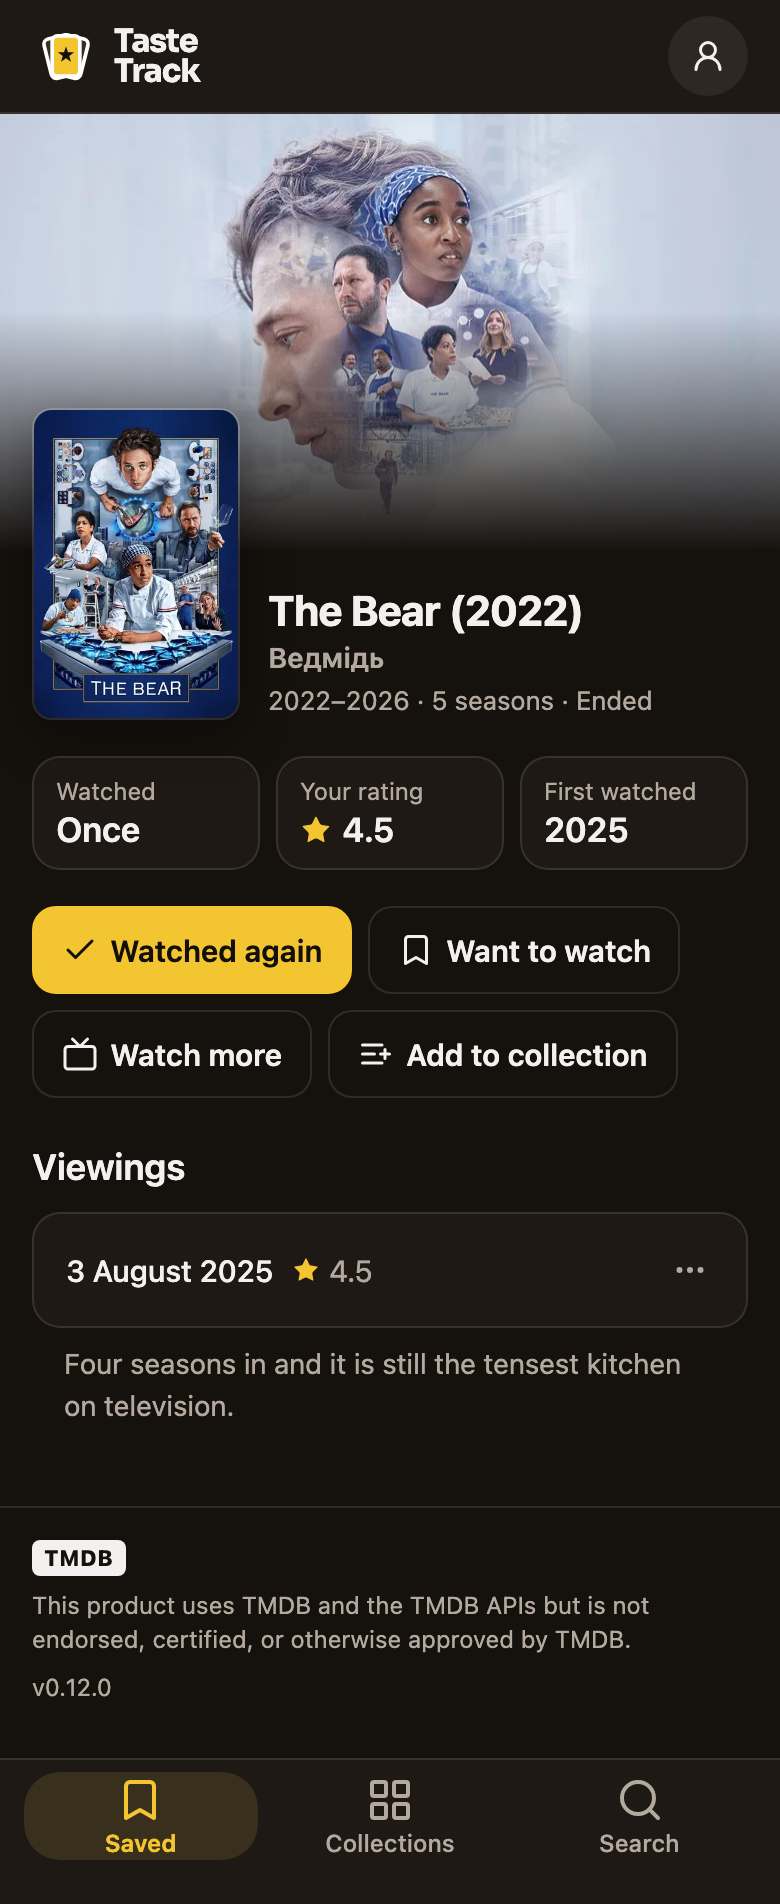 Taste
Track
THE BEAR
THE BEAR
The Bear (2022)
Ведмідь
2022–2026 · 5 seasons · Ended
Watched
Once
Your rating
4.5
First watched
2025
Watched again
Want to watch
Watch more
Add to collection
Viewings
3 August 2025 4.5
Four seasons in and it is still the tensest kitchen
on television.
TMDB
This product uses TMDB and the TMDB APIs but is not
endorsed, certified, or otherwise approved by TMDB.
v0.12.0
Saved
Collections
Search